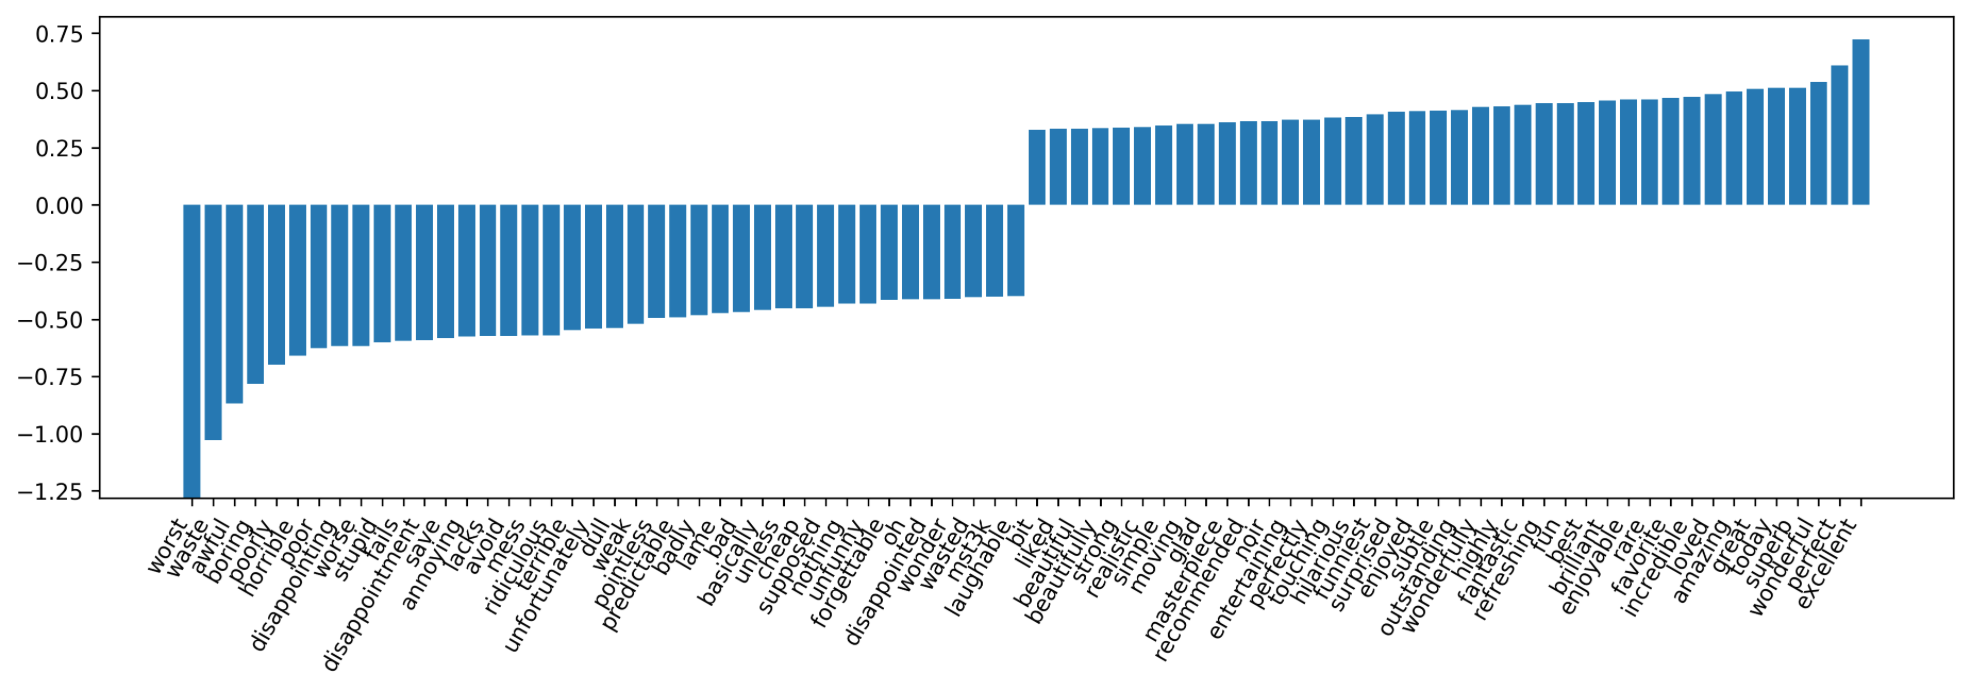 0.75
0.50
0.25
0.00
−0.25
−0.50
−0.75
−1.00
−1.25
worst
waste
awful
boring
poorly
horrible
poor
disappointing
worse
stupid
fails
disappointment
save
annoying
lacks
avoid
mess
ridiculous
terrible
unfortunately
dull
weak
pointless
predictable
badly
lame
bad
basically
unless
cheap
supposed
nothing
unfunny
forgettable
oh
disappointed
wonder
wasted
mst3k
laughable
bit
liked
beautiful
beautifully
strong
realistic
simple
moving
glad
masterpiece
recommended
noir
entertaining
perfectly
touching
hilarious
funniest
surprised
enjoyed
subtle
outstanding
wonderfully
highly
fantastic
refreshing
fun
best
brilliant
enjoyable
rare
favorite
incredible
loved
amazing
great
today
superb
wonderful
perfect
excellent